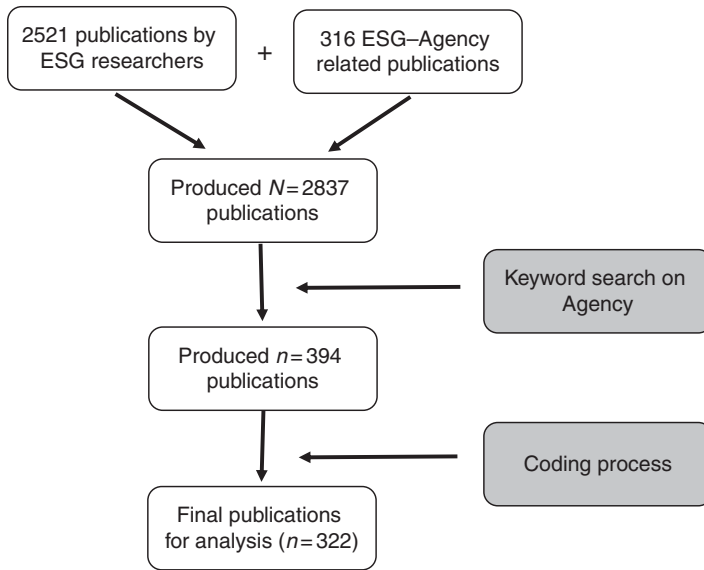 2521 publications by
ESG researchers
+
316 ESG–Agency
related publications
Produced N=2837
publications
Keyword search on
Agency
Produced n=394
publications
Coding process
Final publications
for analysis (n=322)